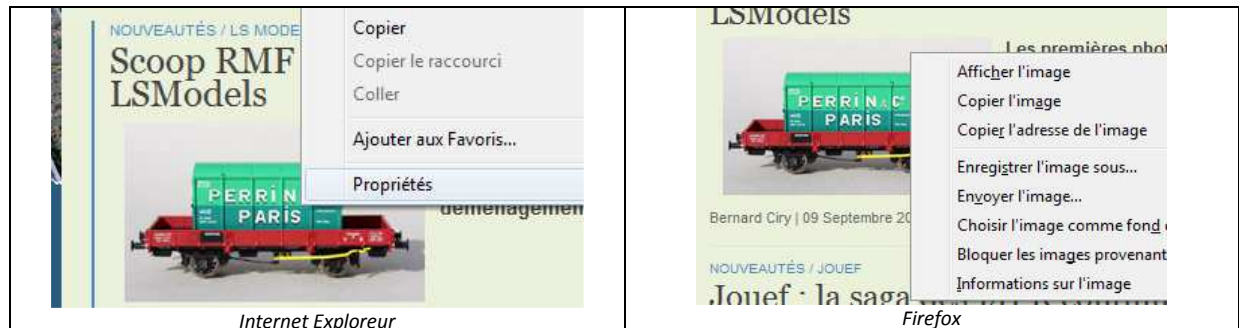 NOUVEAUTÉS / LS MODE
Scoop RMF
LSModels
PERRIN
PARIS
Copier
Copier le raccourci
Coller
Ajouter aux Favoris...
Propriétés
déménagemen
Internet Exploreur
LSModels
Les premières phot
PERRIN & Cº
PARIS
Bernard Ciry | 09 Septembre 20
NOUVEAUTÉS / JOUEF
Jouef : la saga
Afficher l'image
Copier l'image
Copier l'adresse de l'image
Enregistrer l'image sous...
Envoyer l'image...
Choisir l'image comme fond
Bloquer les images provenant
Informations sur l'image
Firefox